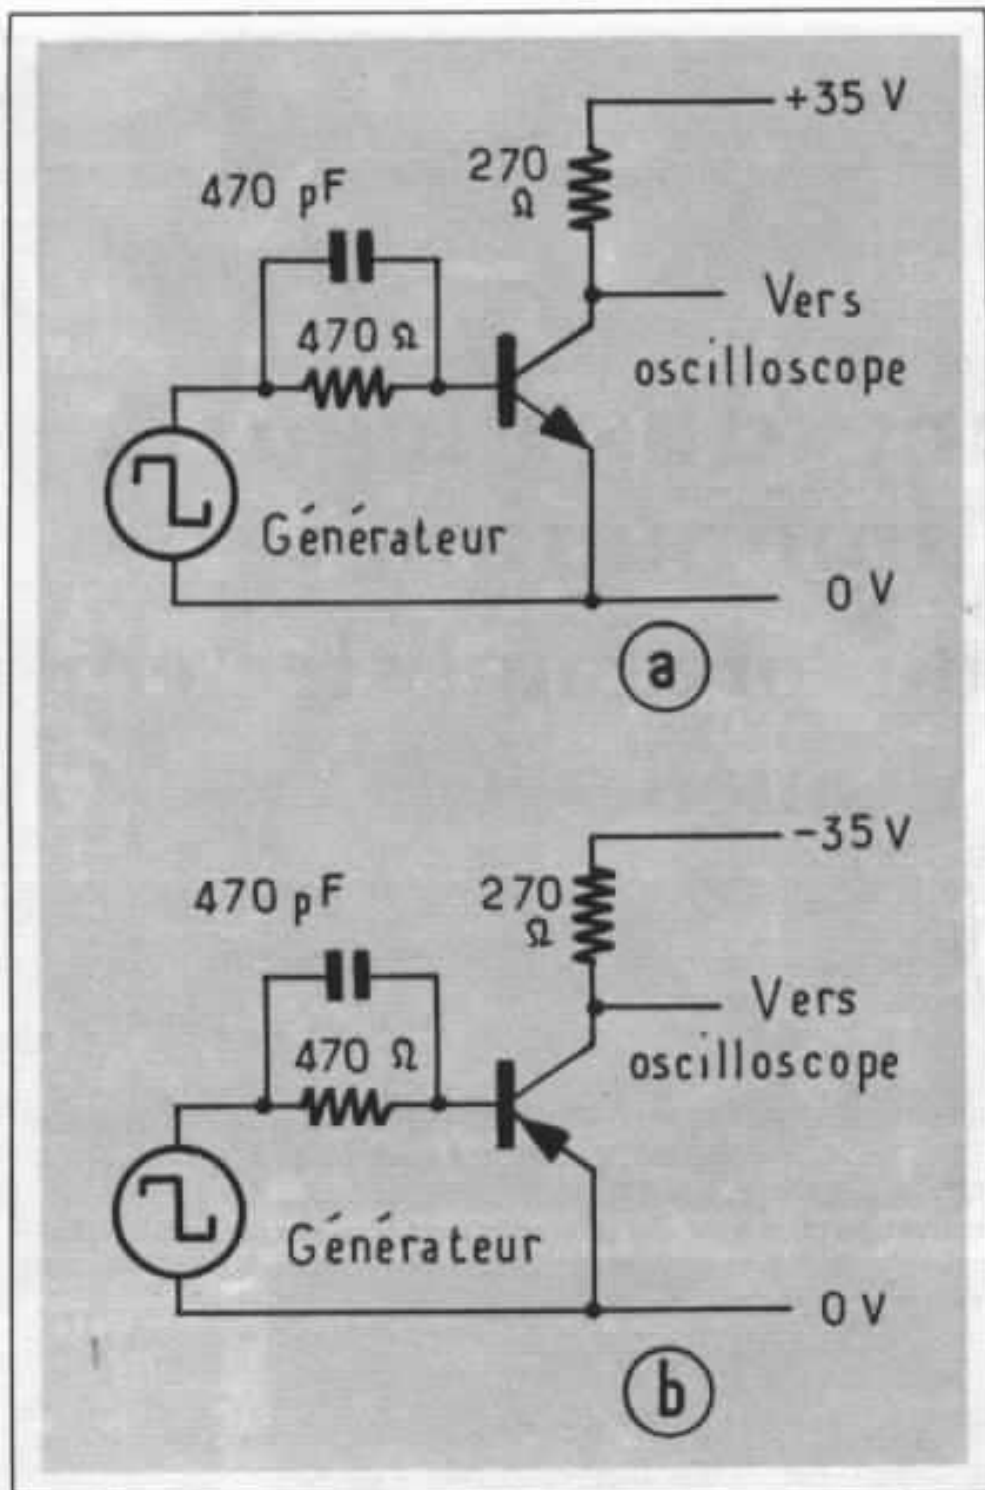 +35 V
270
Ω
470 pF
Vers
oscilloscope
470 Ω
Générateur
0 V
a
-35 V
270
Ω
470 pF
Vers
oscilloscope
470 Ω
Générateur
0 V
b